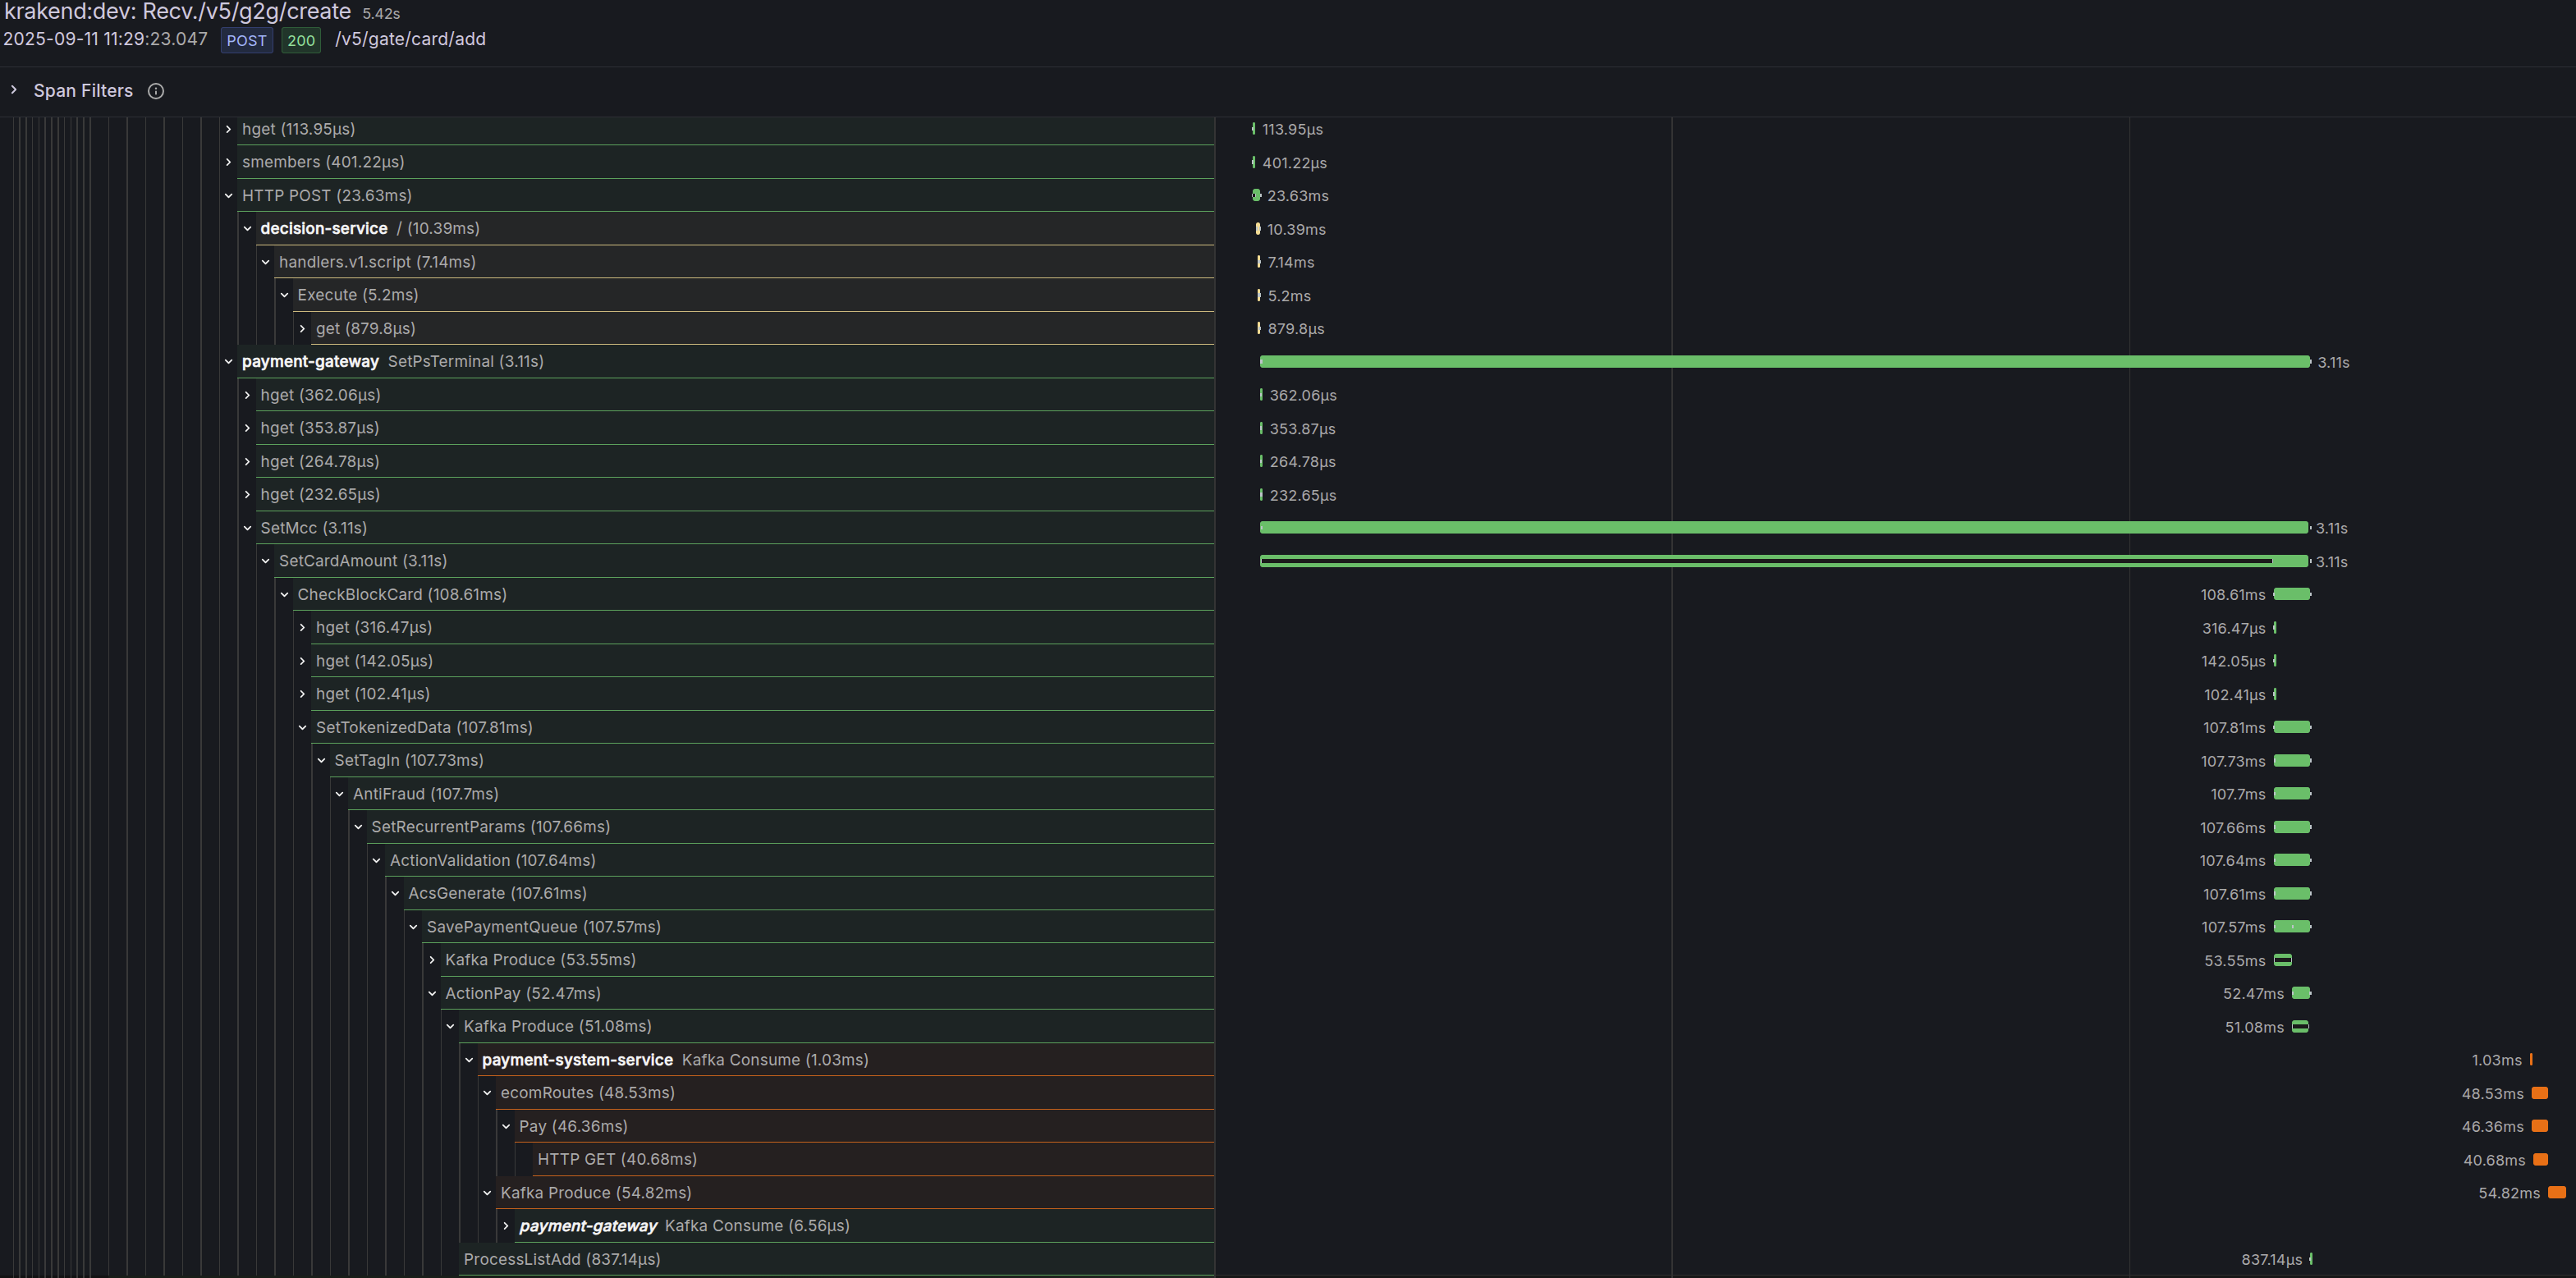 krakend:dev: Recv./v5/g2g/create 5.42s
2025-09-11 11:29:23.047 POST 200 /v5/gate/card/add
Span Filters
hget (113.95µs) 113.95µs
smembers (401.22µs) 401.22µs
HTTP POST (23.63ms) 23.63ms
decision-service / (10.39ms) 10.39ms
handlers.v1.script (7.14ms) 7.14ms
Execute (5.2ms) 5.2ms
get (879.8µs) 879.8µs
payment-gateway SetPsTerminal (3.11s) 3.11s
hget (362.06µs) 362.06µs
hget (353.87µs) 353.87µs
hget (264.78µs) 264.78µs
hget (232.65µs) 232.65µs
SetMcc (3.11s) 3.11s
SetCardAmount (3.11s) 3.11s
CheckBlockCard (108.61ms) 108.61ms
hget (316.47µs) 316.47µs
hget (142.05µs) 142.05µs
hget (102.41µs) 102.41µs
SetTokenizedData (107.81ms) 107.81ms
SetTagIn (107.73ms) 107.73ms
AntiFraud (107.7ms) 107.7ms
SetRecurrentParams (107.66ms) 107.66ms
ActionValidation (107.64ms) 107.64ms
AcsGenerate (107.61ms) 107.61ms
SavePaymentQueue (107.57ms) 107.57ms
Kafka Produce (53.55ms) 53.55ms
ActionPay (52.47ms) 52.47ms
Kafka Produce (51.08ms) 51.08ms
payment-system-service Kafka Consume (1.03ms) 1.03ms
ecomRoutes (48.53ms) 48.53ms
Pay (46.36ms) 46.36ms
HTTP GET (40.68ms) 40.68ms
Kafka Produce (54.82ms) 54.82ms
payment-gateway Kafka Consume (6.56µs)
ProcessListAdd (837.14µs) 837.14µs